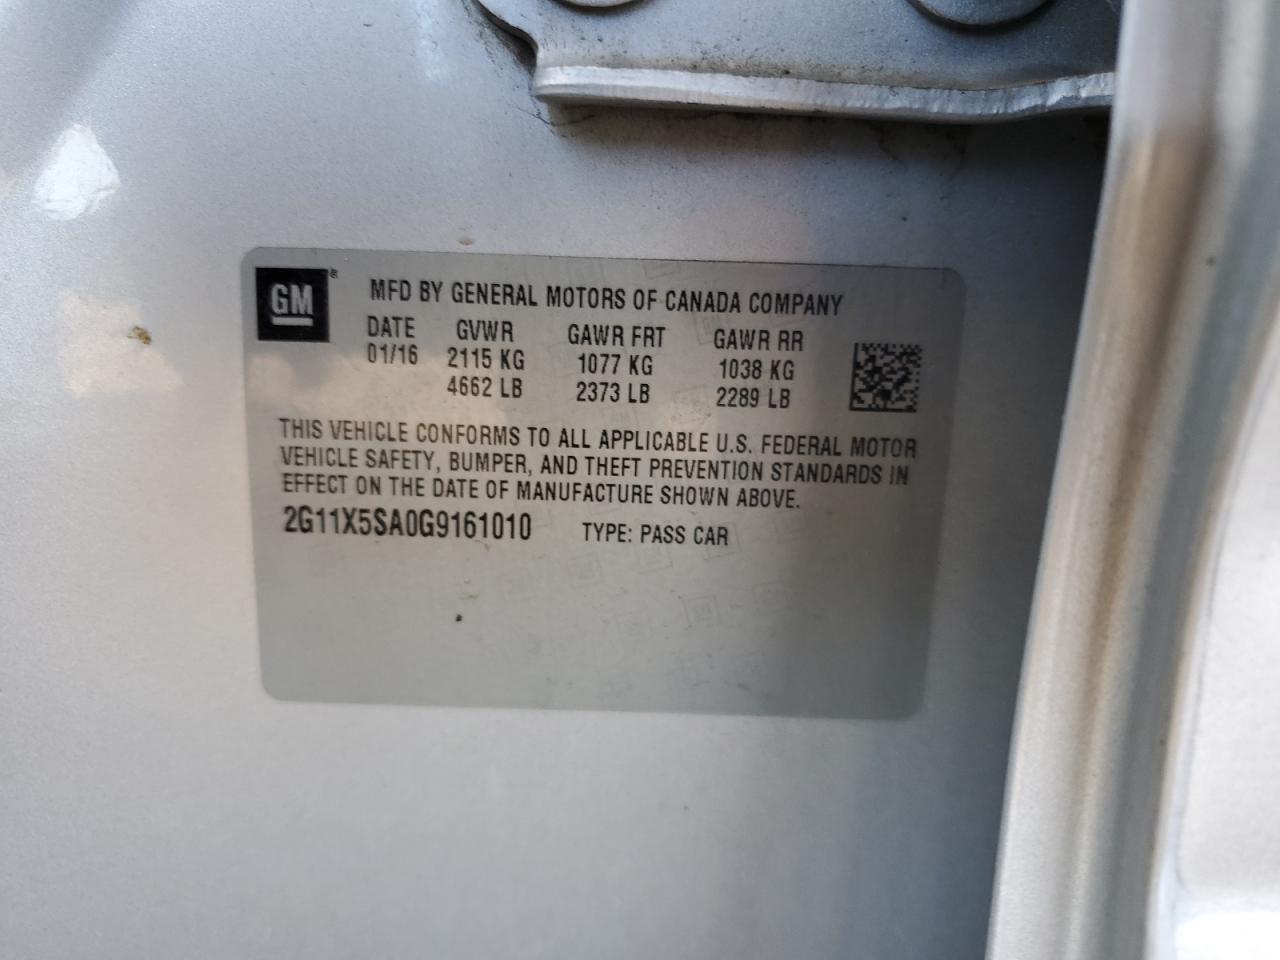 GM
MFD BY GENERAL MOTORS OF CANADA COMPANY
DATE GVWR GAWR FRT GAWR RR
01/16 2115 KG 1077 KG 1038 KG
4662 LB 2373 LB 2289 LB
THIS VEHICLE CONFORMS TO ALL APPLICABLE U.S. FEDERAL MOTOR
VEHICLE SAFETY, BUMPER, AND THEFT PREVENTION STANDARDS IN
EFFECT ON THE DATE OF MANUFACTURE SHOWN ABOVE.
2G11X5SA0G9161010 TYPE: PASS CAR